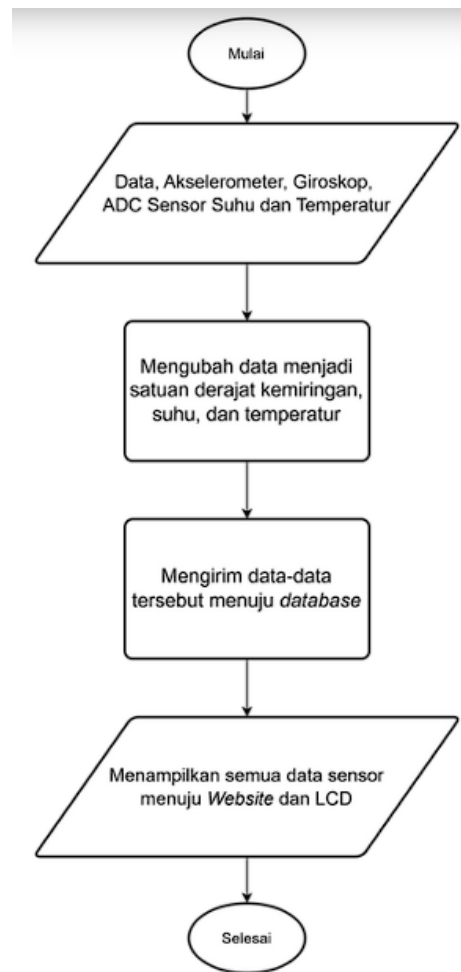 Mulai
Data, Akselerometer, Giroskop,
ADC Sensor Suhu dan Temperatur
Mengubah data menjadi
satuan derajat kemiringan,
suhu, dan temperatur
Mengirim data-data
tersebut menuju database
Menampilkan semua data sensor
menuju Website dan LCD
Selesai